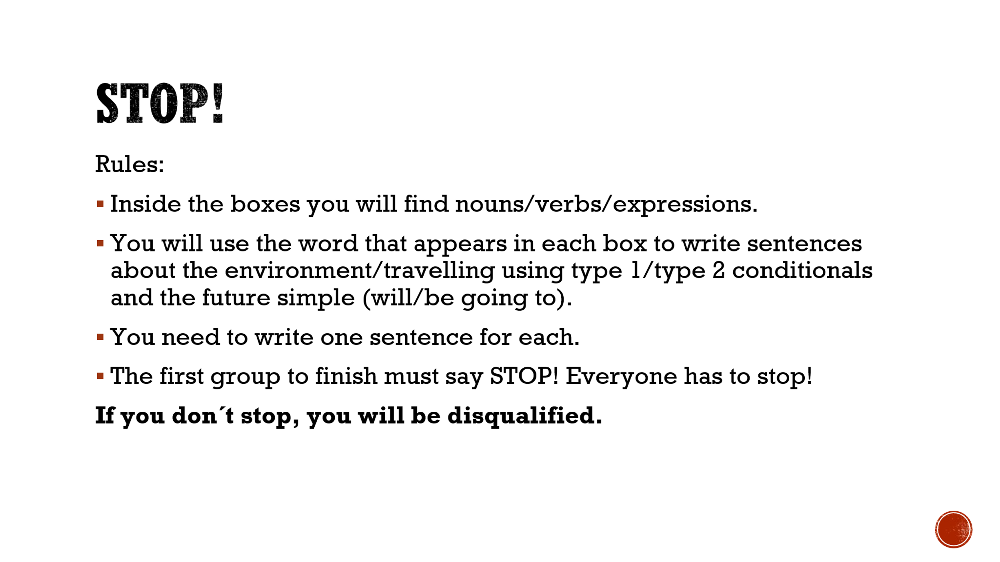 STOP!
Rules:
▪ Inside the boxes you will find nouns/verbs/expressions.
▪ You will use the word that appears in each box to write sentences
about the environment/travelling using type 1/type 2 conditionals
and the future simple (will/be going to).
▪ You need to write one sentence for each.
▪ The first group to finish must say STOP! Everyone has to stop!
If you don´t stop, you will be disqualified.